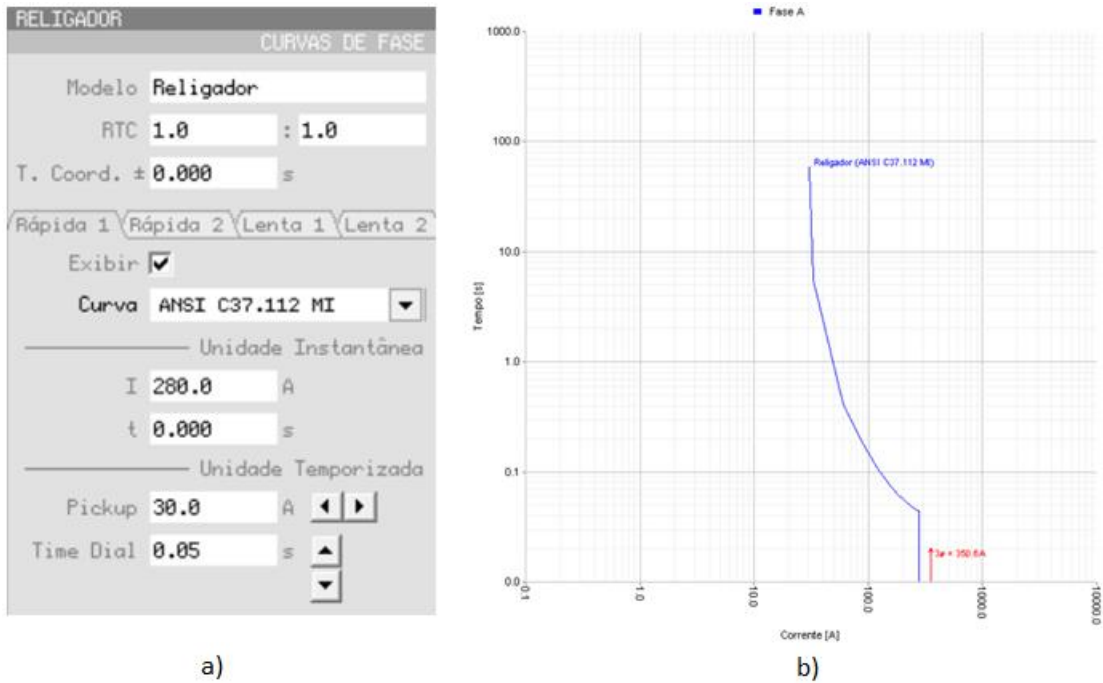 RELIGADOR
CURVAS DE FASE
Modelo Religador
RTC 1.0 : 1.0
T. Coord. ± 0.000 s
Rápida 1 Rápida 2 Lenta 1 Lenta 2
Exibir
Curva ANSI C37.112 MI
Unidade Instantânea
I 280.0 A
t 0.000 s
Unidade Temporizada
Pickup 30.0 A
Time Dial 0.05 s
a)
Fase A
1000.0
100.0
Religador (ANSI C37.112 MI)
10.0
Tempo [s]
1.0
0.1
3ø = 350.6A
0.0
0.1
1.0
10.0
100.0
1000.0
10000.0
Corrente [A]
b)